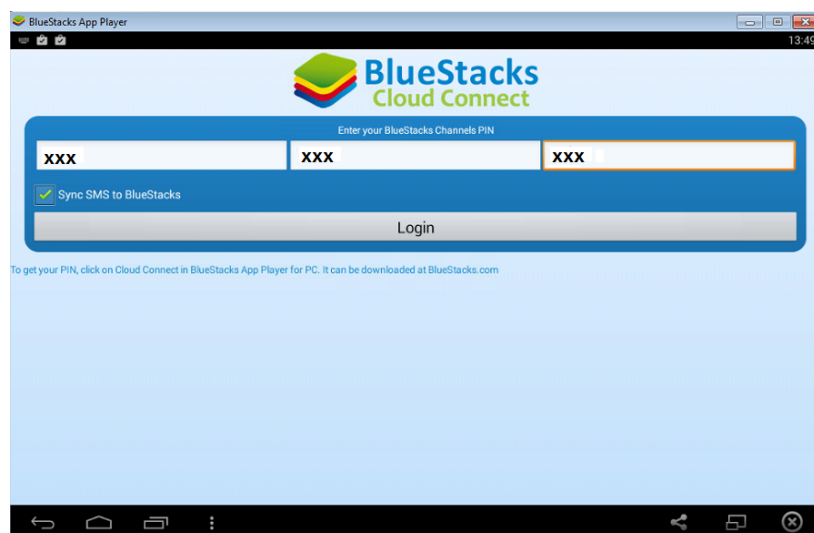 BlueStacks App Player
13:49
BlueStacks
Cloud Connect
Enter your BlueStacks Channels PIN
xxx xxx xxx
Sync SMS to BlueStacks
Login
To get your PIN, click on Cloud Connect in BlueStacks App Player for PC. It can be downloaded at BlueStacks.com